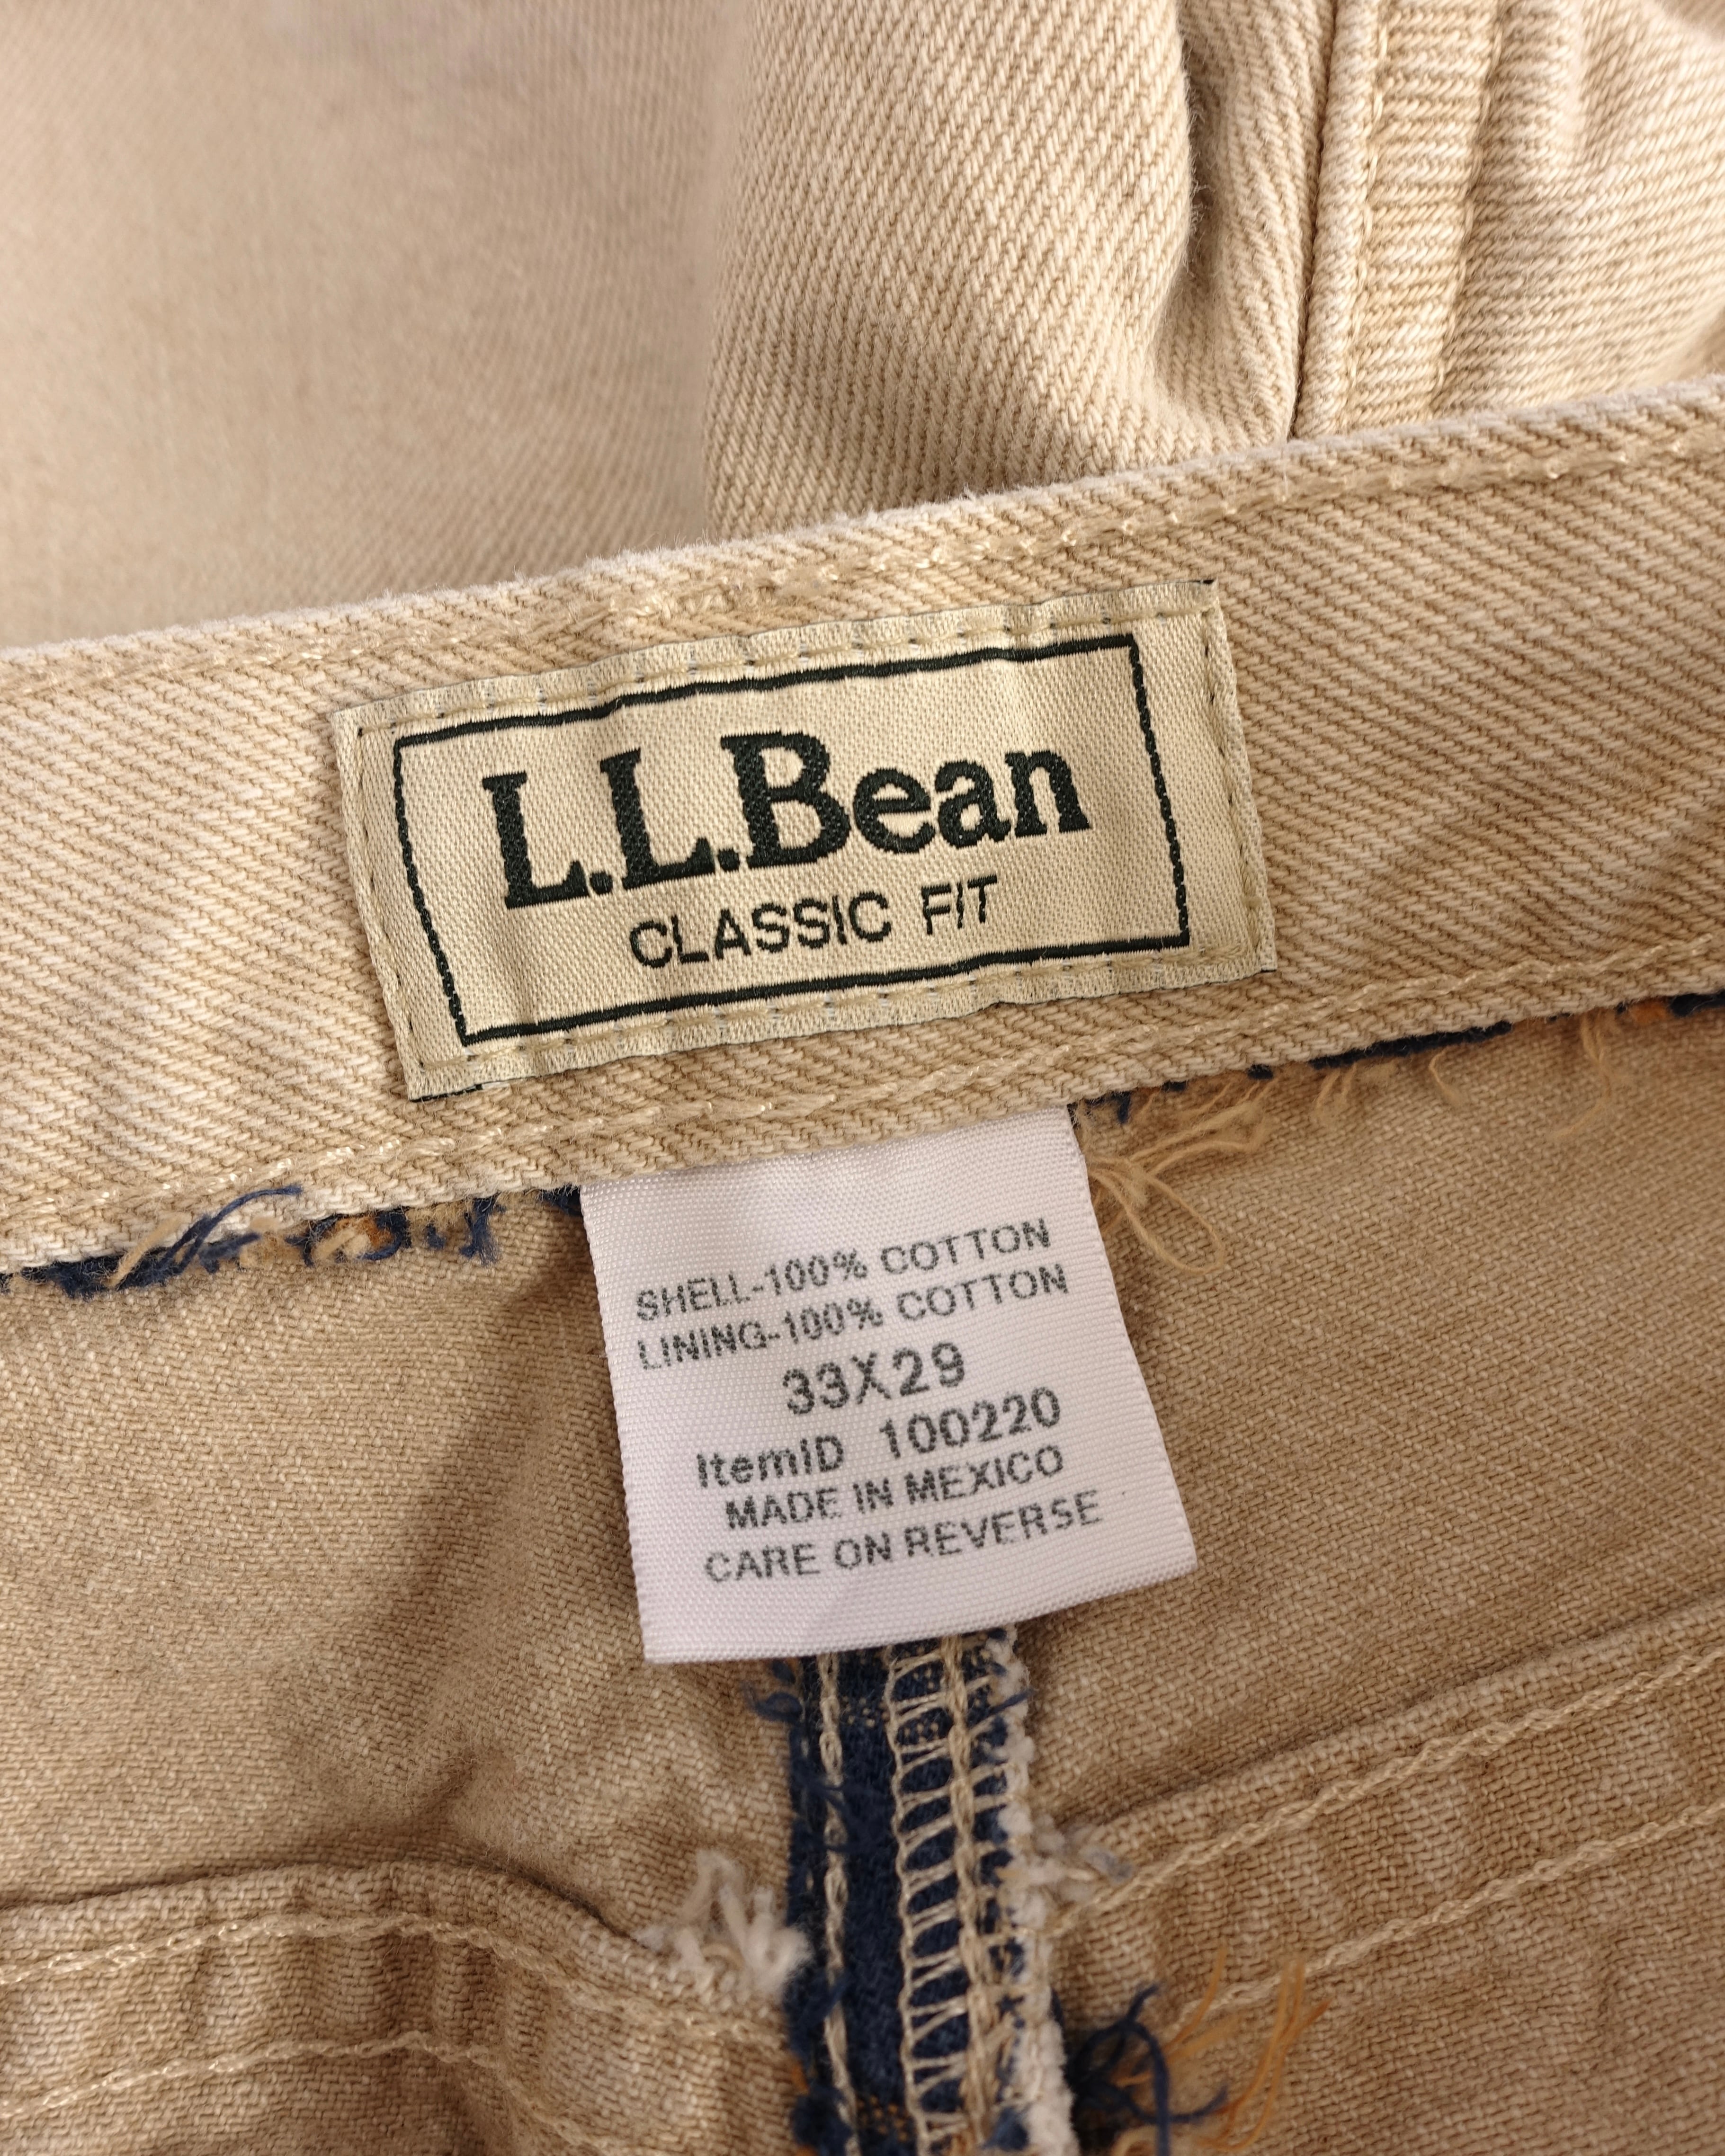 L.L.Bean
CLASSIC FIT
SHELL-100% COTTON
LINING-100% COTTON
33X29
ItemID 100220
MADE IN MEXICO
CARE ON REVERSE